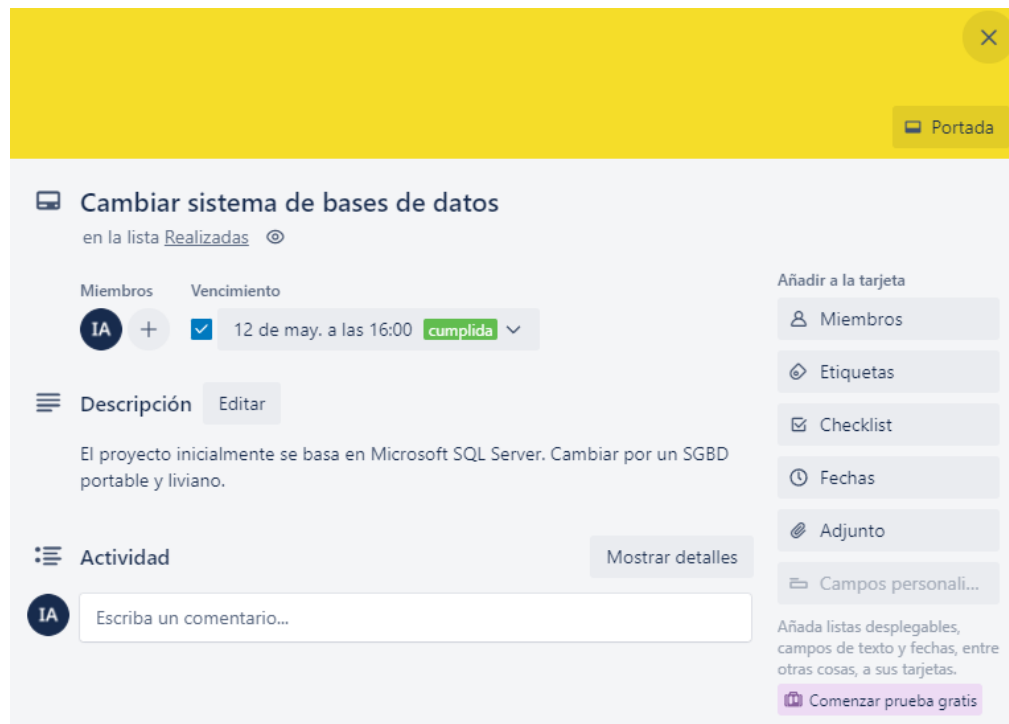 Portada
Cambiar sistema de bases de datos
en la lista Realizadas
Miembros Vencimiento
IA
12 de may. a las 16:00 cumplida
Descripción Editar
El proyecto inicialmente se basa en Microsoft SQL Server. Cambiar por un SGBD
portable y liviano.
Actividad Mostrar detalles
IA Escriba un comentario...
Añadir a la tarjeta
Miembros
Etiquetas
Checklist
Fechas
Adjunto
Campos personali...
Añada listas desplegables,
campos de texto y fechas, entre
otras cosas, a sus tarjetas.
Comenzar prueba gratis